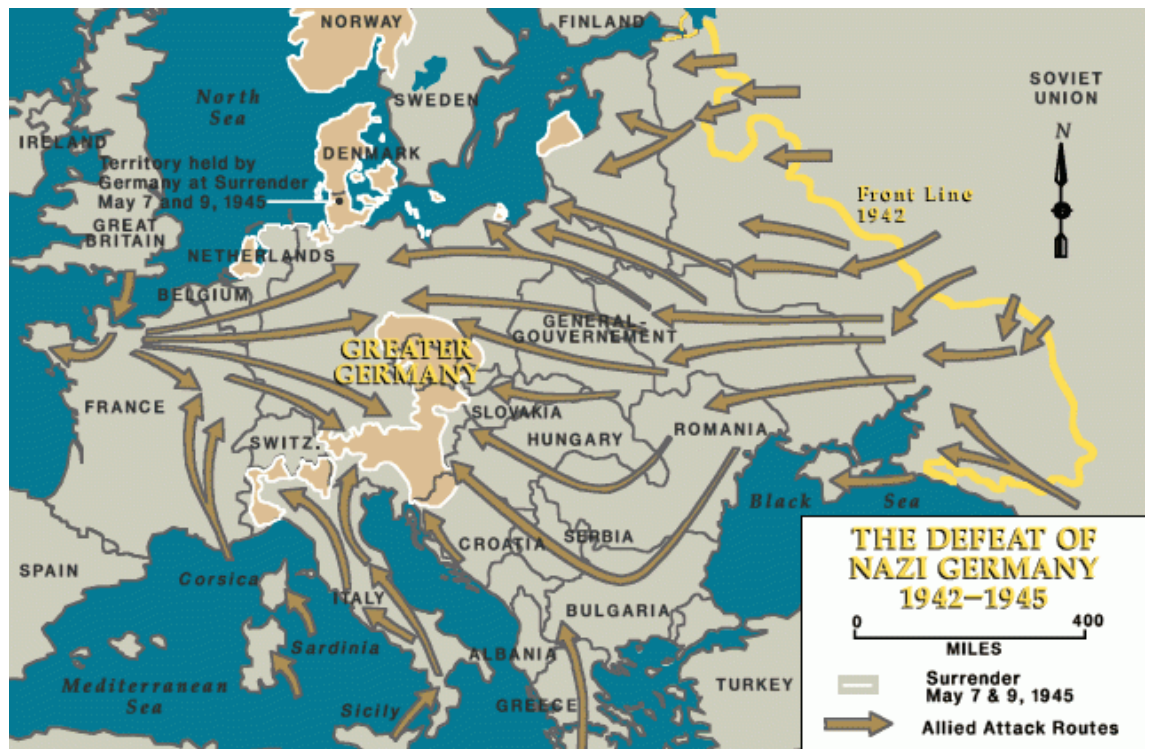 NORWAY
FINLAND
SOVIET
UNION
North
Sea
SWEDEN
N
IRELAND
DENMARK
Territory held by
Germany at Surrender
May 7 and 9, 1945
Front Line
1942
GREAT
BRITAIN
NETHERLANDS
BELGIUM
GENERAL-
GOUVERNEMENT
GREATER
GERMANY
FRANCE
SLOVAKIA
SWITZ.
HUNGARY
ROMANIA
Black Sea
CROATIA
SERBIA
SPAIN
Corsica
ITALY
BULGARIA
Sardinia
ALBANIA
Mediterranean
Sea
Sicily
GREECE
TURKEY
THE DEFEAT OF
NAZI GERMANY
1942–1945
0 400
MILES
Surrender
May 7 & 9, 1945
Allied Attack Routes